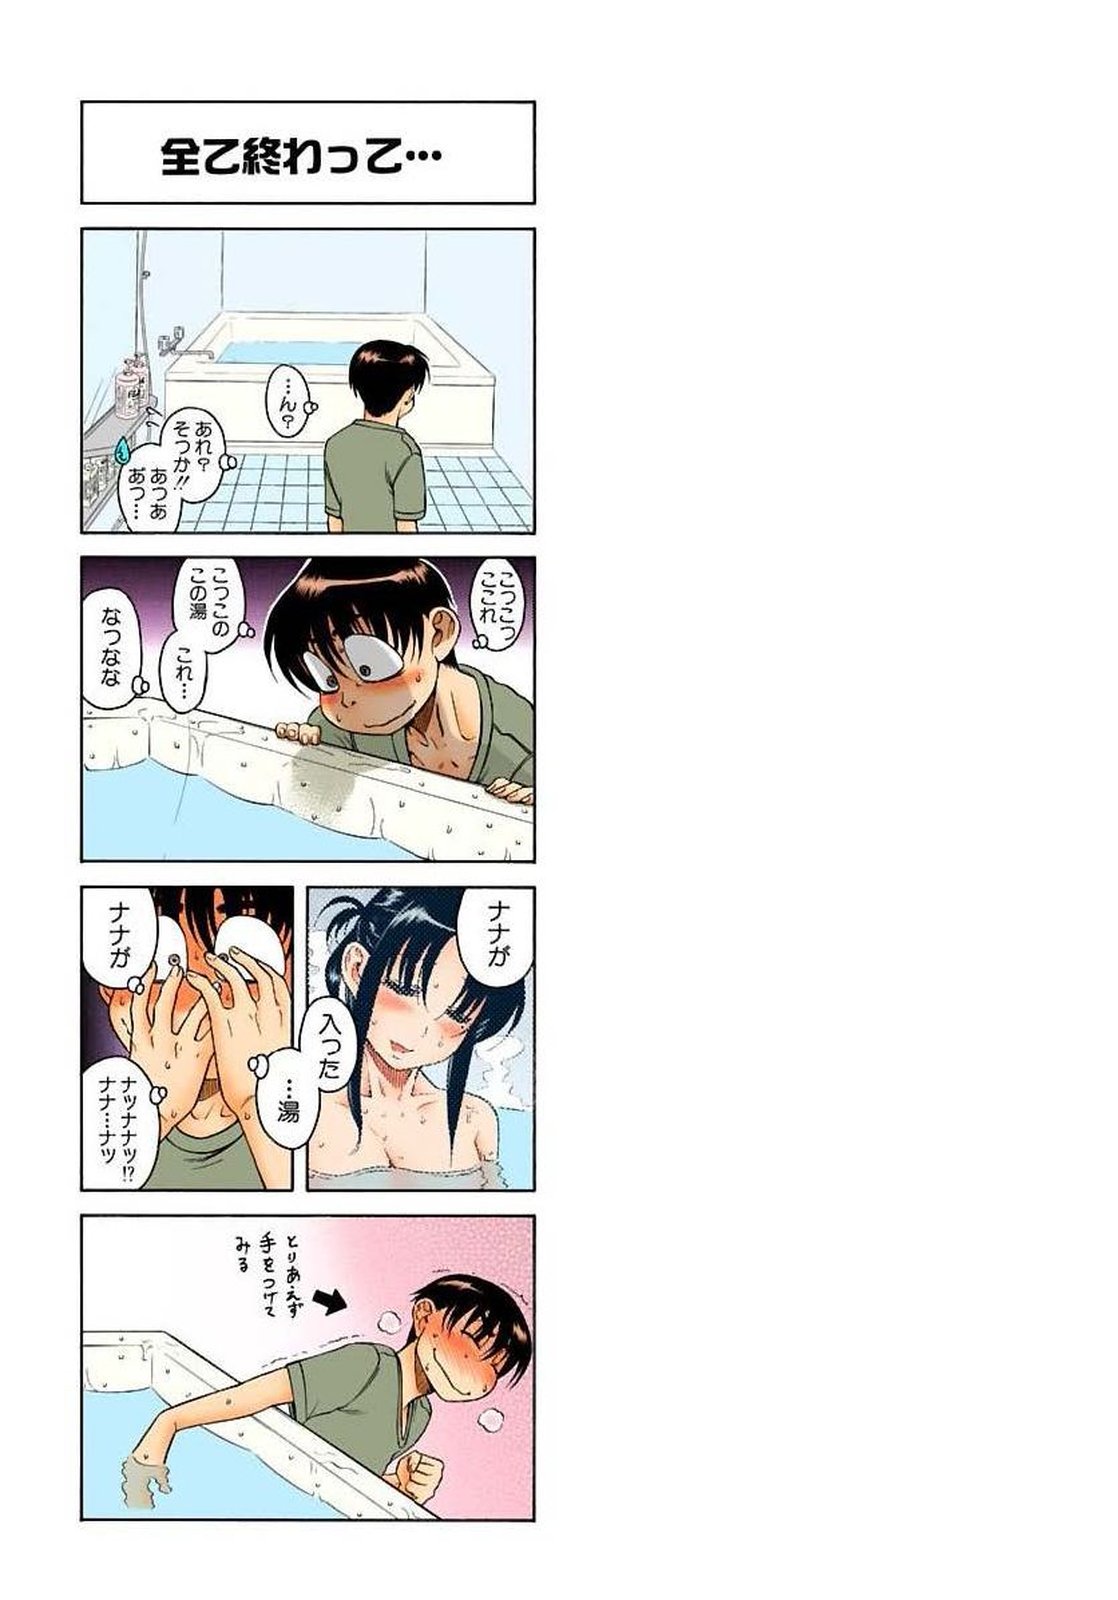 全て終わって…
…ん?
あれ?
そっか!!
あっあ
あっ…
こっこっ
ここれ
こっこの
この湯
これ…
なっなな
ナナが
入った
…湯
ナナが
ナッナナッ!?
ナナ…ナッ
とりあえず
手をつけて
みる